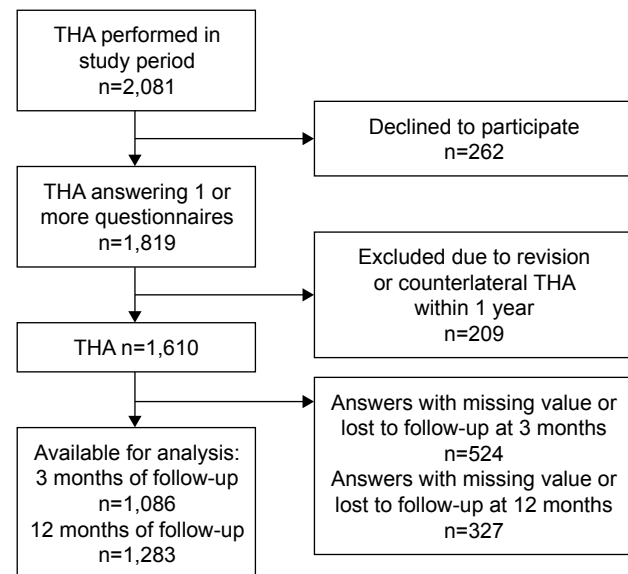 THA performed in
study period
n=2,081
Declined to participate
n=262
THA answering 1 or
more questionnaires
n=1,819
Excluded due to revision
or counterlateral THA
within 1 year
n=209
THA n=1,610
Answers with missing value or
lost to follow-up at 3 months
n=524
Answers with missing value or
lost to follow-up at 12 months
n=327
Available for analysis:
3 months of follow-up
n=1,086
12 months of follow-up
n=1,283